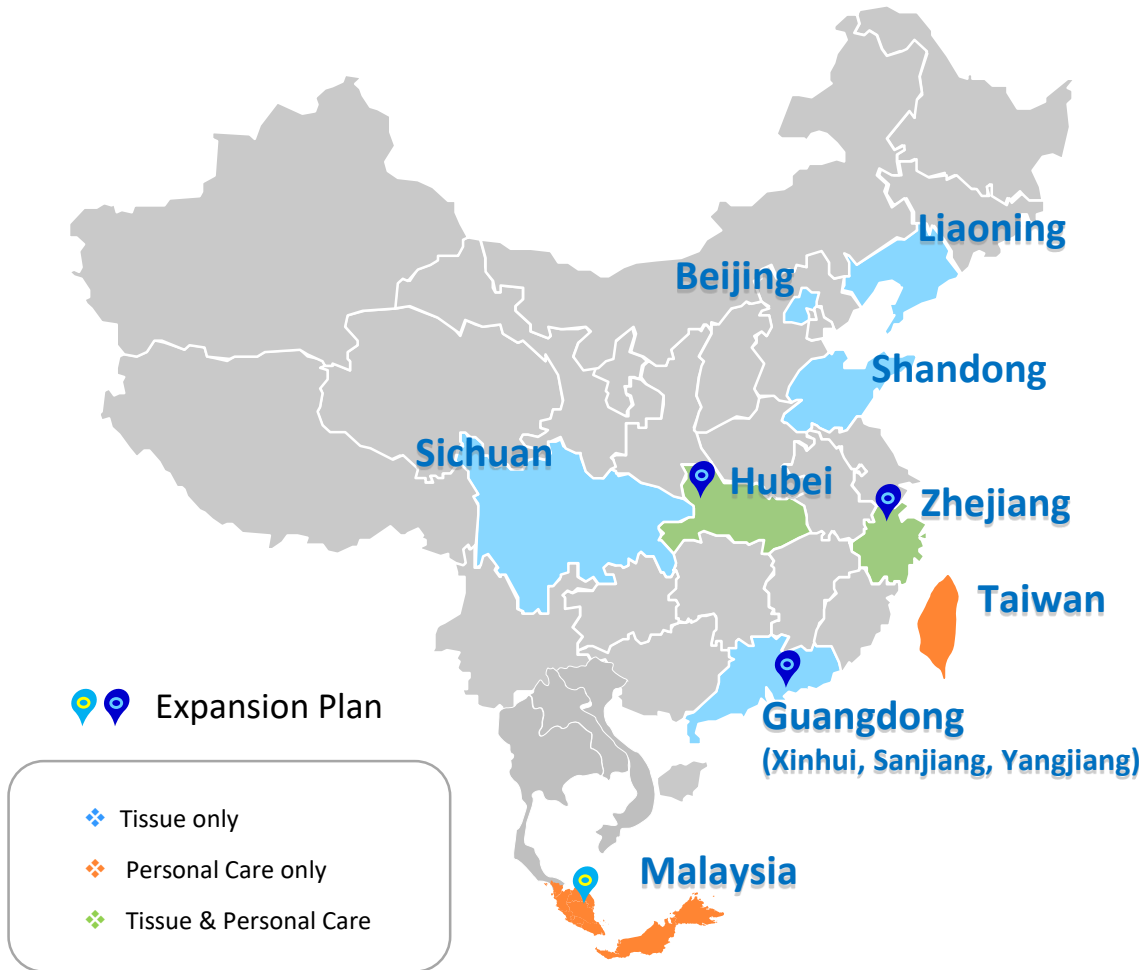 Liaoning
Beijing
Shandong
Sichuan
Hubei
Zhejiang
Taiwan
Expansion Plan
Guangdong
(Xinhui, Sanjiang, Yangjiang)
Tissue only
Personal Care only
Tissue & Personal Care
Malaysia